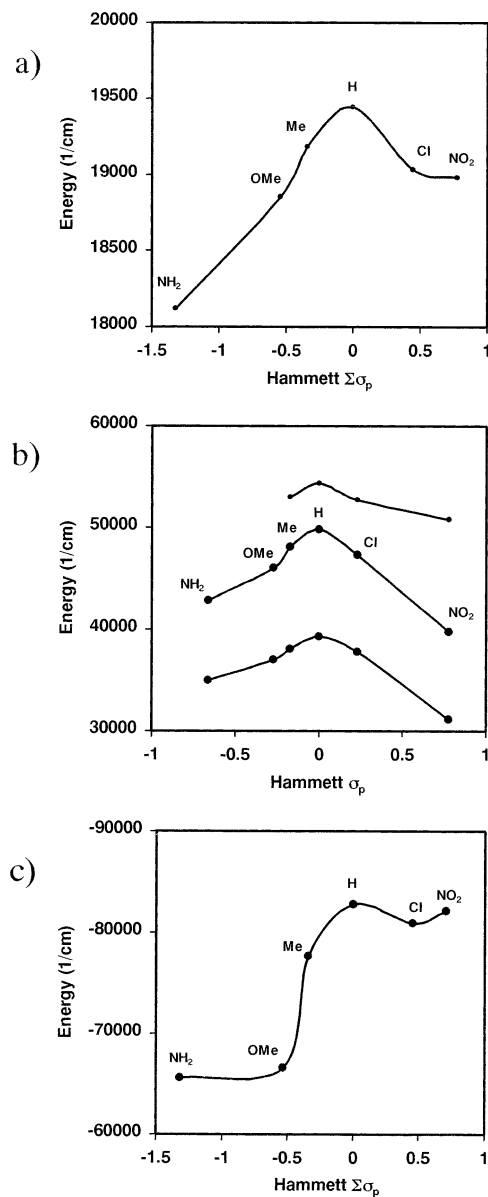 a)
20000
19500
19000
18500
18000
Energy (1/cm)
H
Me
OMe
Cl
NO₂
NH₂
-1.5 -1 -0.5 0 0.5 1
Hammett Σσₚ
b)
60000
50000
40000
30000
Energy (1/cm)
H
Me
OMe
Cl
NH₂
NO₂
-1 -0.5 0 0.5 1
Hammett σₚ
c)
-90000
-80000
-70000
-60000
Energy (1/cm)
H
Cl
NO₂
Me
OMe
NH₂
-1.5 -1 -0.5 0 0.5 1
Hammett Σσₚ